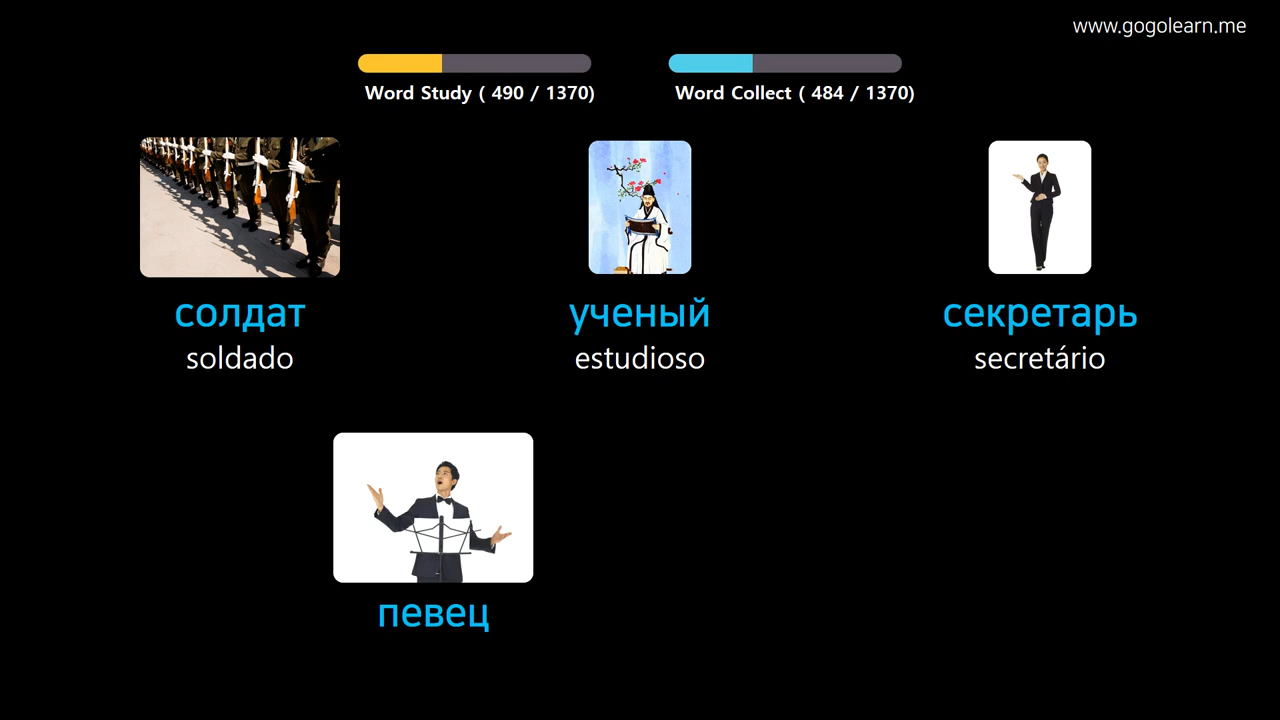 www.gogolearn.me
Word Study ( 490 / 1370)
Word Collect ( 484 / 1370)
солдат
soldado
ученый
estudioso
секретарь
secretário
певец